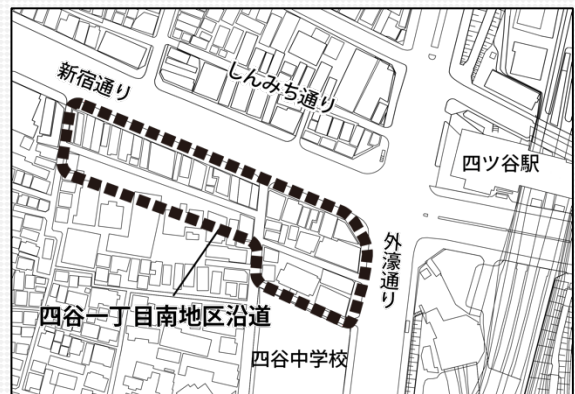 新宿通り
しんみち通り
四ツ谷駅
外濠通り
四谷一丁目南地区沿道
四谷中学校